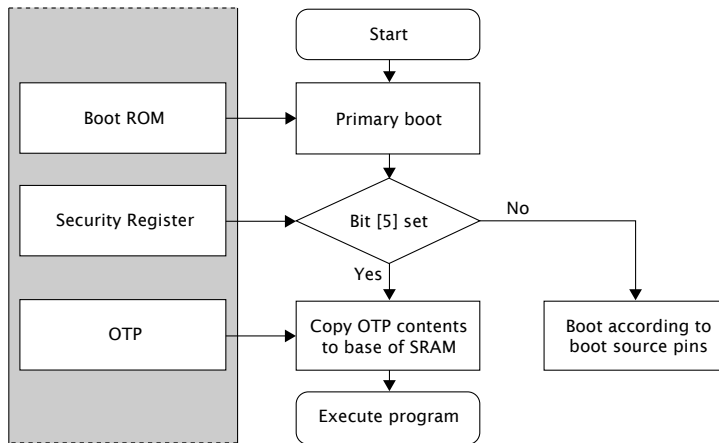 Start
Boot ROM
Primary boot
Security Register
Bit [5] set
No
Yes
OTP
Copy OTP contents
to base of SRAM
Boot according to
boot source pins
Execute program